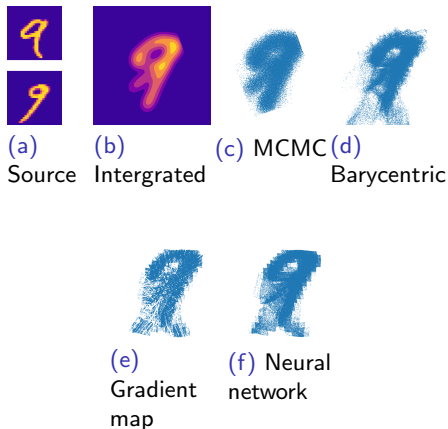 (a)
Source
(b)
Intergrated
(c) MCMC
(d)
Barycentric
(e)
Gradient
map
(f) Neural
network